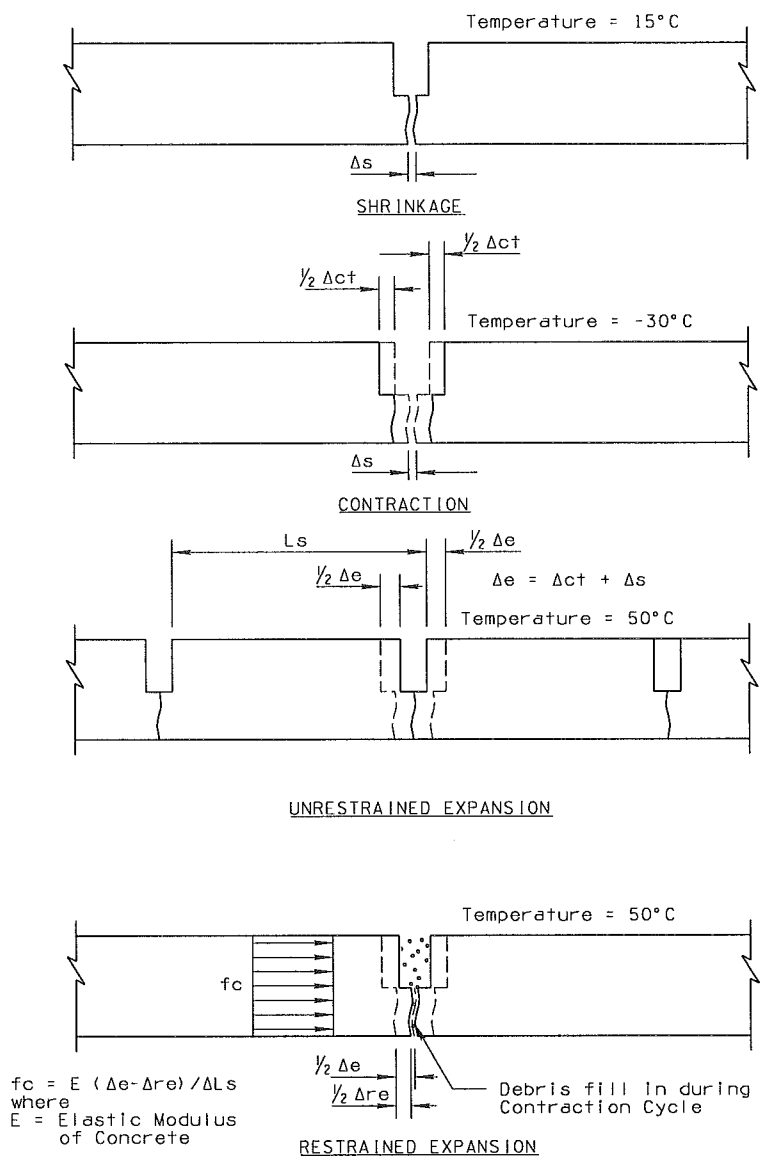 Temperature = 15°C
Δs
SHRINKAGE
½ Δct
½ Δct
Temperature = -30°C
Δs
CONTRACTION
Ls
½ Δe
½ Δe
Δe = Δct + Δs
Temperature = 50°C
UNRESTRAINED EXPANSION
Temperature = 50°C
fc
½ Δe
½ Δre
fc = E (Δe-Δre)/ΔLs
where
E = Elastic Modulus
of Concrete
Debris fill in during
Contraction Cycle
RESTRAINED EXPANSION